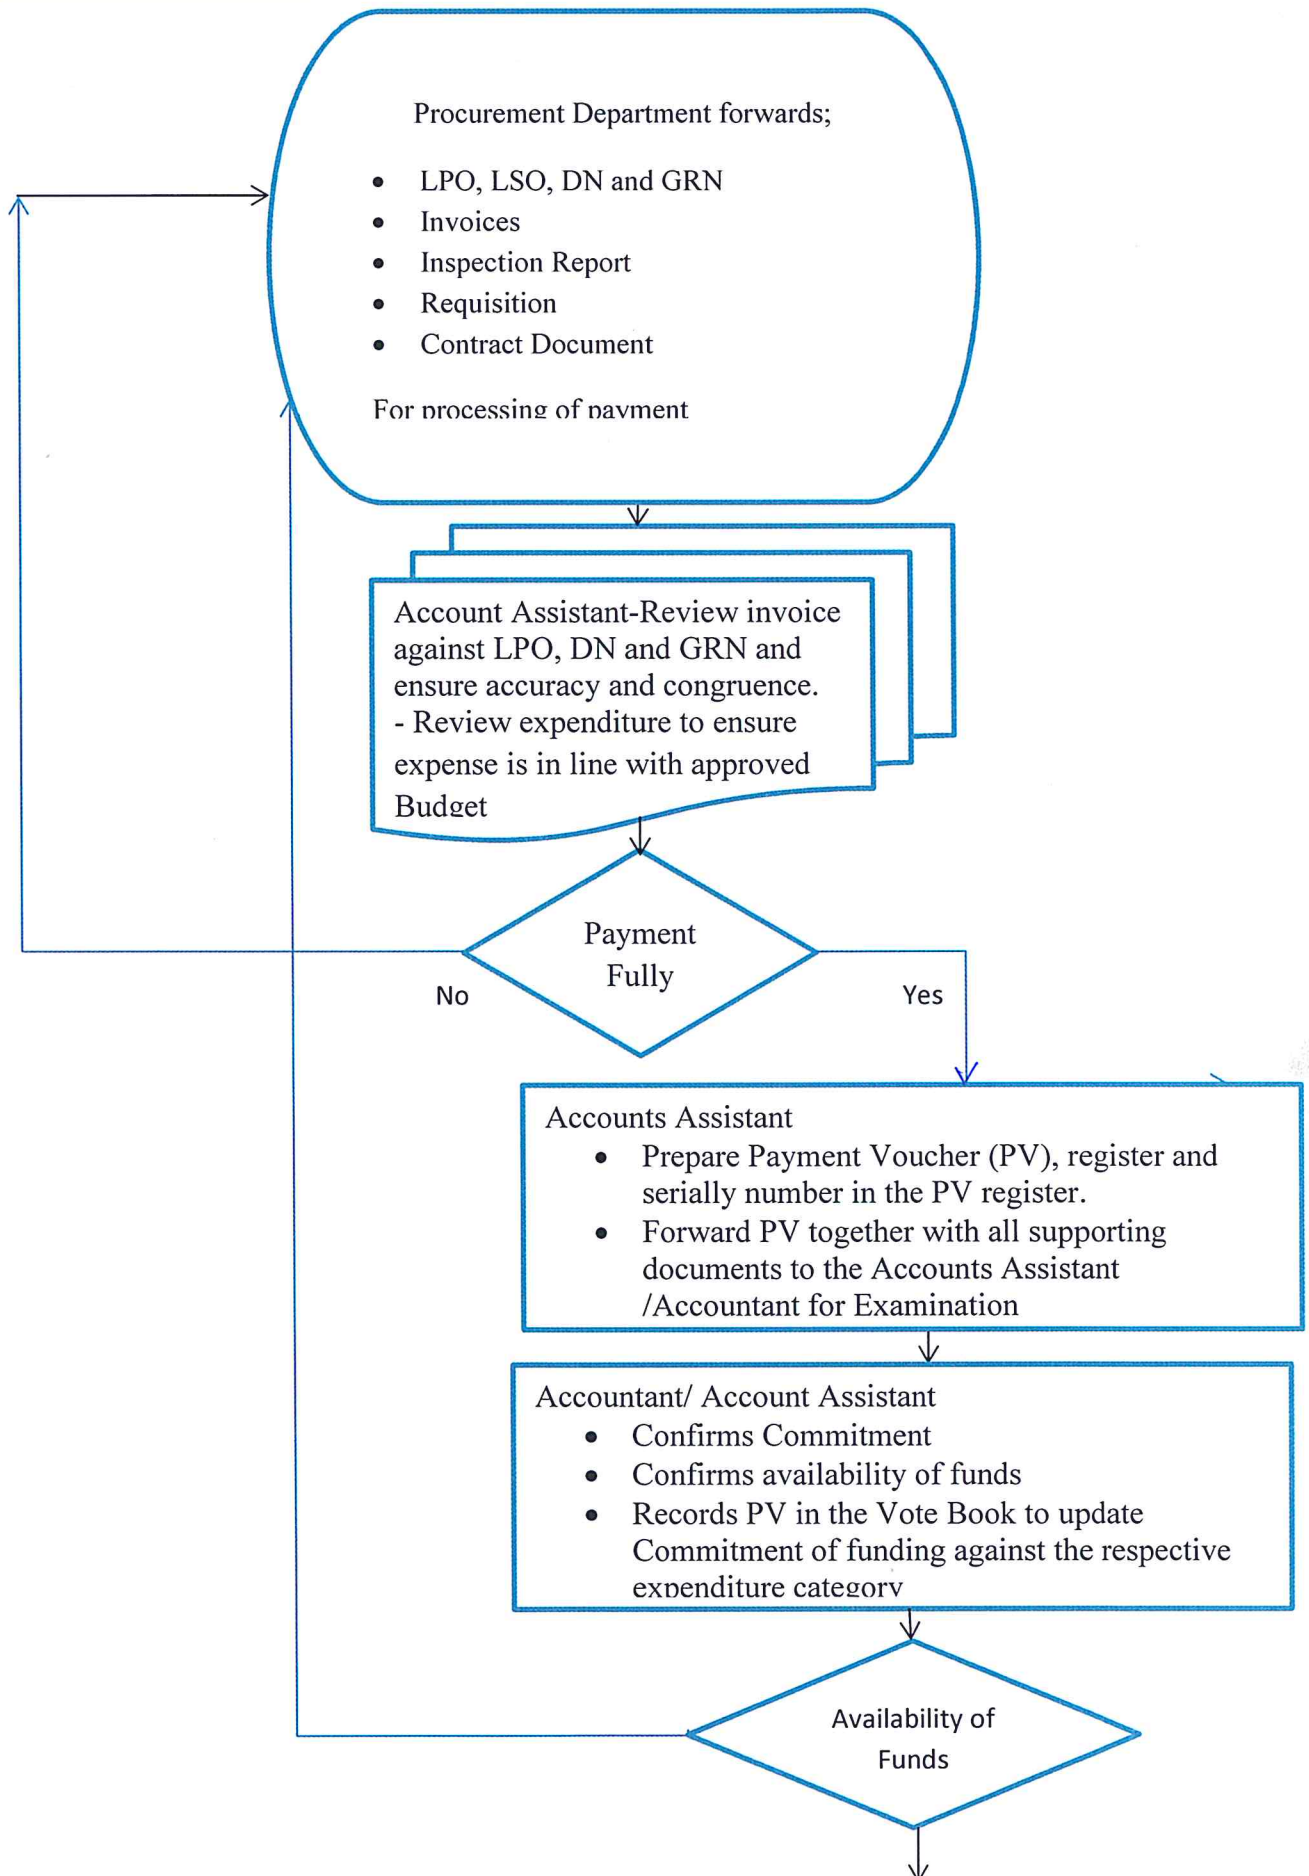 Procurement Department forwards;
• LPO, LSO, DN and GRN
• Invoices
• Inspection Report
• Requisition
• Contract Document
For processing of payment
Account Assistant-Review invoice
against LPO, DN and GRN and
ensure accuracy and congruence.
- Review expenditure to ensure
expense is in line with approved
Budget
Payment
Fully
No
Yes
Accounts Assistant
• Prepare Payment Voucher (PV), register and
serially number in the PV register.
• Forward PV together with all supporting
documents to the Accounts Assistant
/Accountant for Examination
Accountant/ Account Assistant
• Confirms Commitment
• Confirms availability of funds
• Records PV in the Vote Book to update
Commitment of funding against the respective
expenditure category
Availability of
Funds